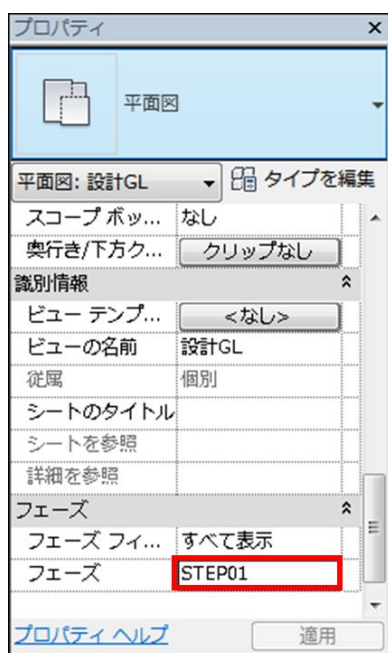 プロパティ
平面図
平面図: 設計GL タイプを編集
スコープ ボッ... なし
奥行き/下方ク... クリップなし
識別情報
ビュー テンプ... <なし>
ビューの名前 設計GL
従属 個別
シートのタイトル
シートを参照
詳細を参照
フェーズ
フェーズ フィ... すべて表示
フェーズ STEP01
プロパティ ヘルプ 適用